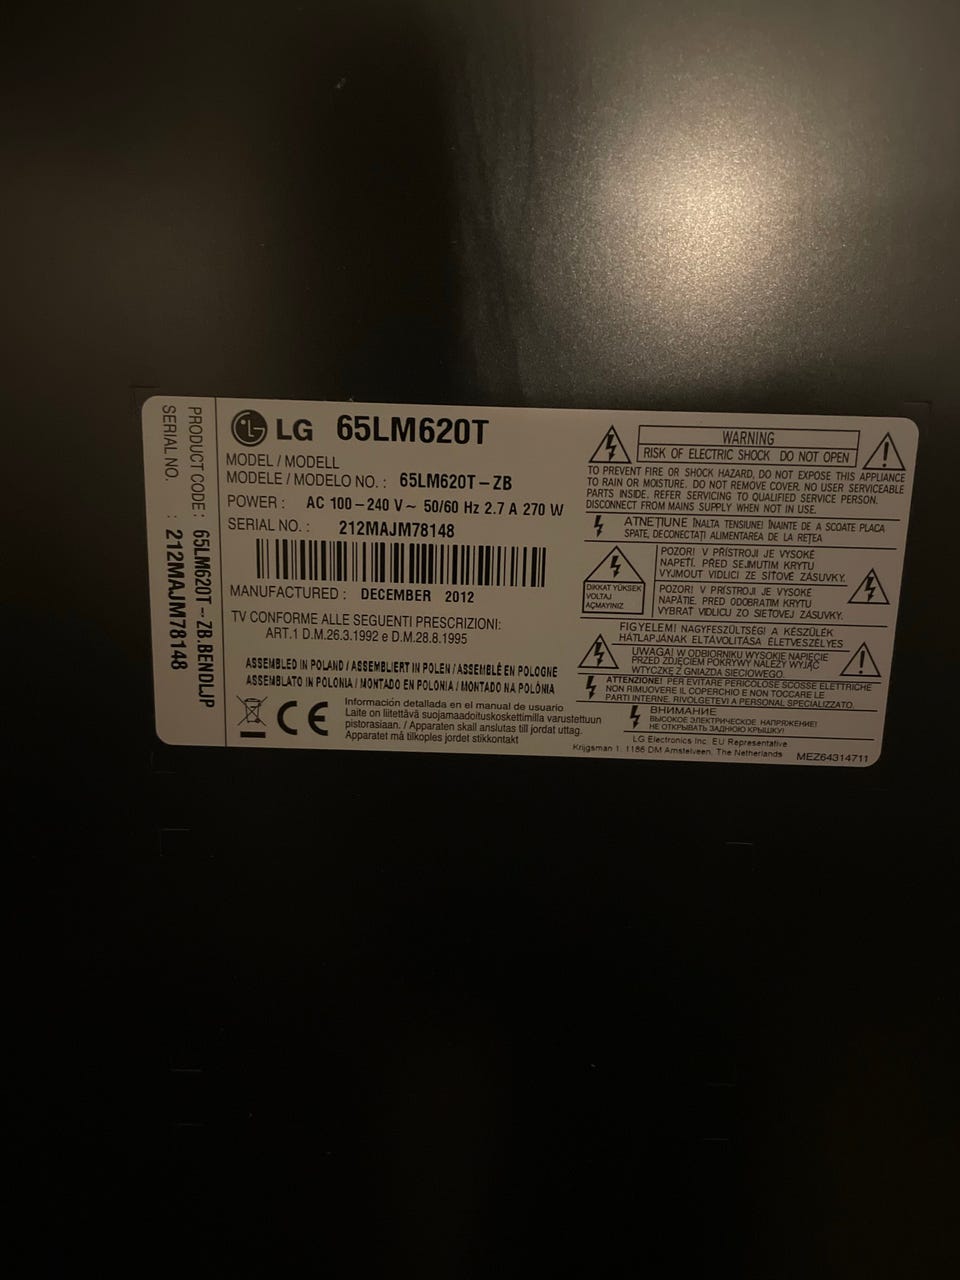 PRODUCT CODE : 65LM620T-ZB.BENDLJP
SERIAL NO. : 212MAJM78148
LG 65LM620T
MODEL / MODELL
MODELE / MODELO NO. : 65LM620T-ZB
POWER : AC 100-240 V~ 50/60 Hz 2.7 A 270 W
SERIAL NO. : 212MAJM78148
MANUFACTURED : DECEMBER 2012
TV CONFORME ALLE SEGUENTI PRESCRIZIONI:
ART.1 D.M.26.3.1992 e D.M.28.8.1995
ASSEMBLED IN POLAND / ASSEMBLIERT IN POLEN / ASSEMBLÉ EN POLOGNE
ASSEMBLATO IN POLONIA / MONTADO EN POLONIA / MONTADO NA POLÔNIA
CE
Información detallada en el manual de usuario
Laite on liitettävä suojamaadoituskoskettimilla varustettuun
pistorasiaan. / Apparaten skall anslutas till jordat uttag.
Apparatet må tilkoples jordet stikkontakt
WARNING
RISK OF ELECTRIC SHOCK DO NOT OPEN
TO PREVENT FIRE OR SHOCK HAZARD, DO NOT EXPOSE THIS APPLIANCE
TO RAIN OR MOISTURE. DO NOT REMOVE COVER. NO USER SERVICEABLE
PARTS INSIDE. REFER SERVICING TO QUALIFIED SERVICE PERSON.
DISCONNECT FROM MAINS SUPPLY WHEN NOT IN USE.
ATNEŢIUNE ÎNALTA TENSIUNE! ÎNAINTE DE A SCOATE PLACA
SPATE, DECONECTAŢI ALIMENTAREA DE LA REŢEA
DIKKAT YÜKSEK
VOLTAJ
AÇMAYINIZ
POZOR! V PŘÍSTROJI JE VYSOKÉ
NAPETÍ. PŘED SEJMUTIM KRYTU
VYJMOUT VIDLICI ZE SÍŤOVÉ ZÁSUVKY.
POZOR! V PRÍSTROJI JE VYSOKÉ
NAPÄTIE. PRED ODOBRATIM KRYTU
VYBRAT VIDLICU ZO SIEŤOVEJ ZÁSUVKY.
FIGYELEM! NAGYFESZÜLTSÉG! A KÉSZÜLÉK
HÁTLAPJÁNAK ELTÁVOLÍTÁSA ÉLETVESZÉLYES
UWAGA! W ODBIORNIKU WYSOKIE NAPIĘCIE
PRZED ZDJĘCIEM POKRYWY NALEŻY WYJĄĆ
WTYCZKĘ Z GNIAZDA SIECIOWEGO.
ATTENZIONE! PER EVITARE PERICOLOSE SCOSSE ELETTRICHE
NON RIMUOVERE IL COPERCHIO E NON TOCCARE LE
PARTI INTERNE. RIVOLGETEVI A PERSONAL SPECIALIZZATO.
ВНИМАНИЕ
ВЫСОКОЕ ЭЛЕКТРИЧЕСКОЕ НАПРЯЖЕНИЕ!
НЕ ОТКРЫВАТЬ ЗАДНЮЮ КРЫШКУ!
LG Electronics Inc. EU Representative
Krijgsman 1, 1186 DM Amstelveen, The Netherlands
MEZ64314711